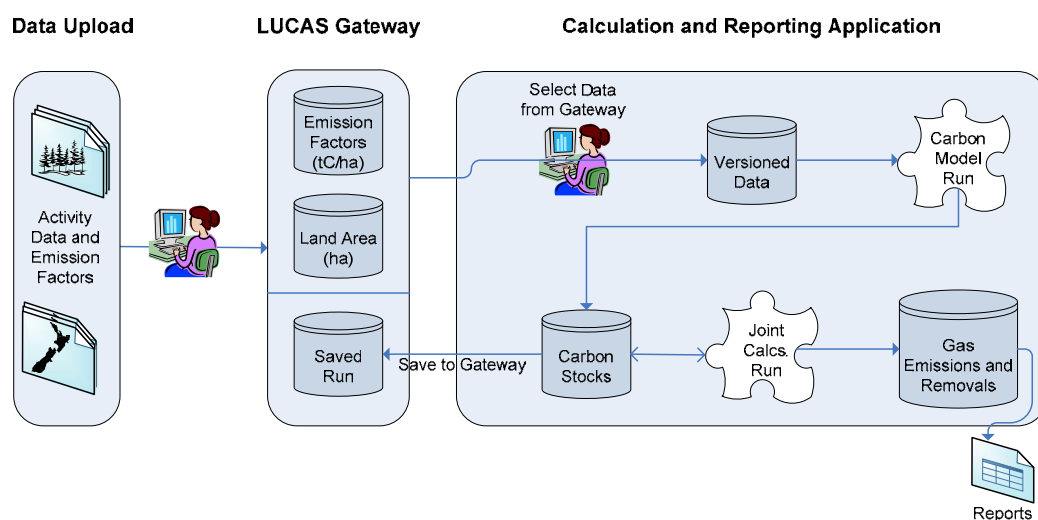 Data Upload
LUCAS Gateway
Calculation and Reporting Application
Activity
Data and
Emission
Factors
Emission
Factors
(tC/ha)
Land Area
(ha)
Saved
Run
Select Data
from Gateway
Versioned
Data
Carbon
Model
Run
Save to Gateway
Carbon
Stocks
Joint
Calcs.
Run
Gas
Emissions and
Removals
Reports